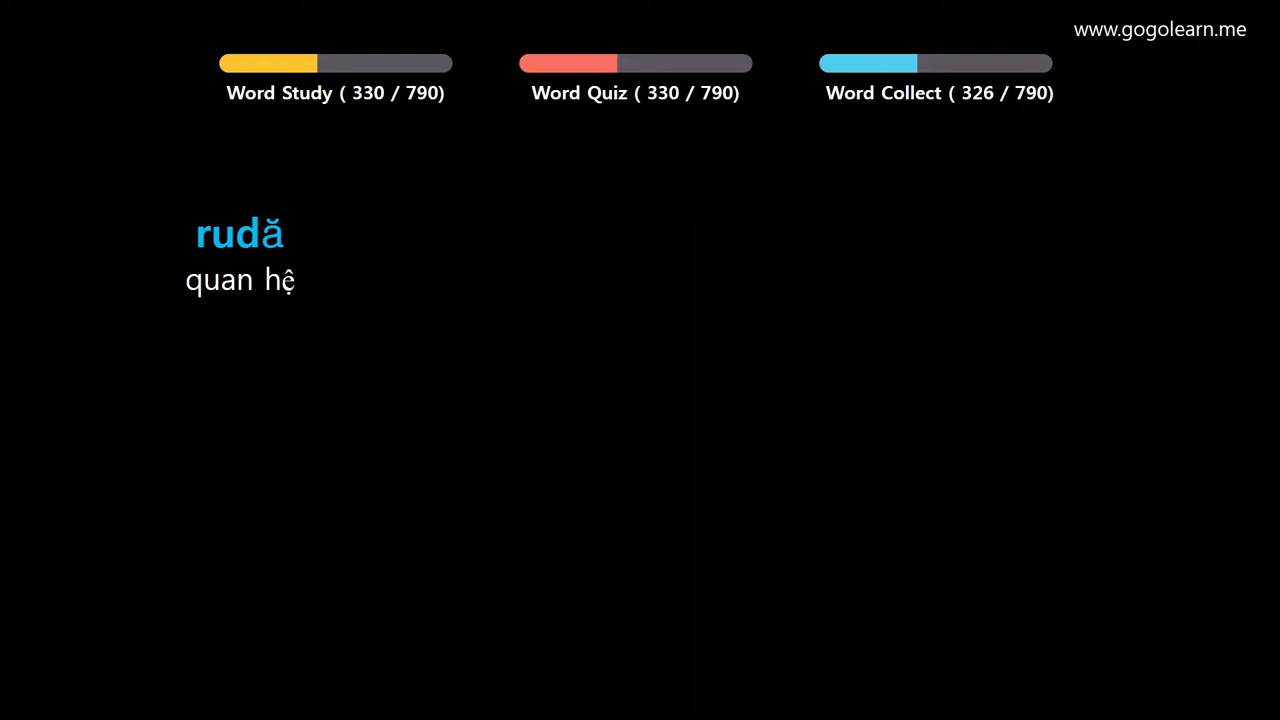 www.gogolearn.me
Word Study ( 330 / 790)
Word Quiz ( 330 / 790)
Word Collect ( 326 / 790)
rudă
quan hệ